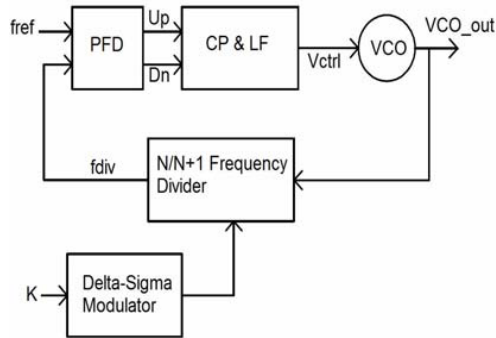 fref
PFD
Up
Dn
CP & LF
Vctrl
VCO
VCO_out
fdiv
N/N+1 Frequency
Divider
K
Delta-Sigma
Modulator